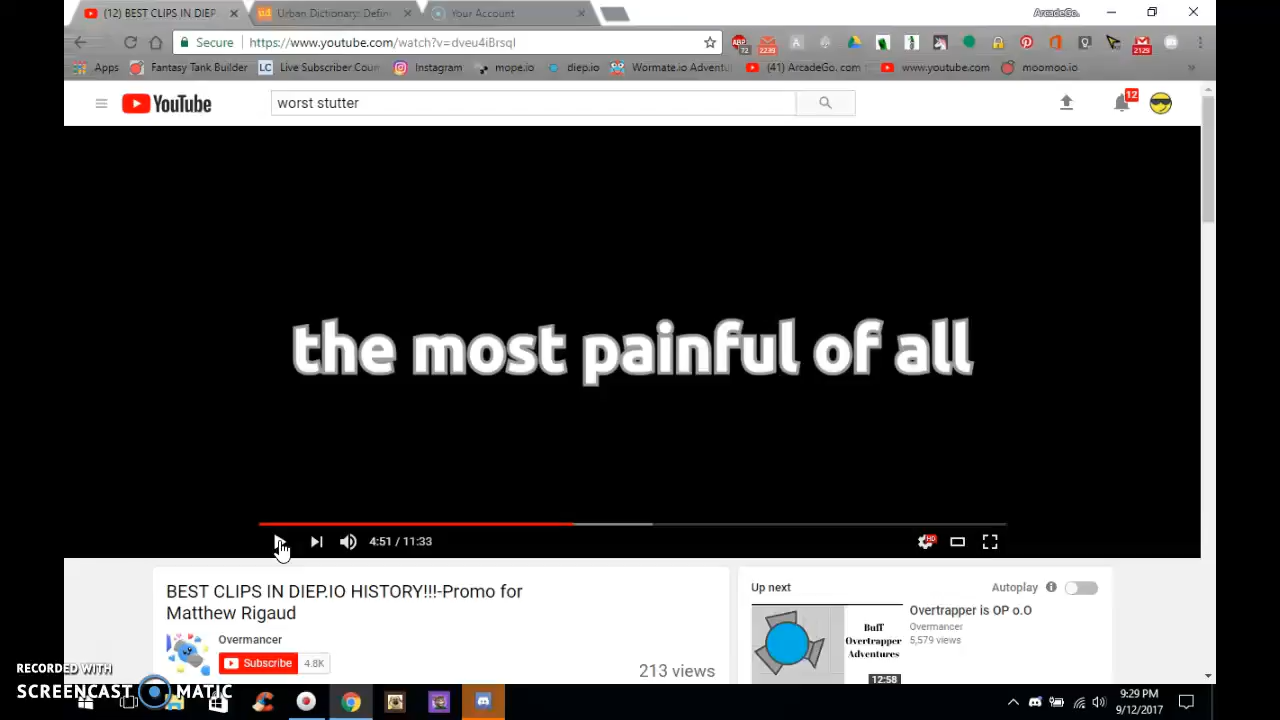 (12) BEST CLIPS IN DIEP
Urban Dictionary: Defin
Your Account
ArcadeGo.
Secure
https://www.youtube.com/watch?v=dveu4iBrsqI
72
2239
2129
Apps
Fantasy Tank Builder
LC
Live Subscriber Coun
Instagram
mope.io
diep.io
Wormate.io Adventu
(41) ArcadeGo. com
www.youtube.com
moomoo.io
»
YouTube
worst stutter
12
the most painful of all
4:51 / 11:33
HD
BEST CLIPS IN DIEP.IO HISTORY!!!-Promo for
Matthew Rigaud
Overmancer
Subscribe
4.8K
213 views
Up next
Autoplay
Buff
Overtrapper
Adventures
12:58
Overtrapper is OP o.O
Overmancer
5,579 views
RECORDED WITH
SCREENCAST MATIC
9:29 PM
9/12/2017